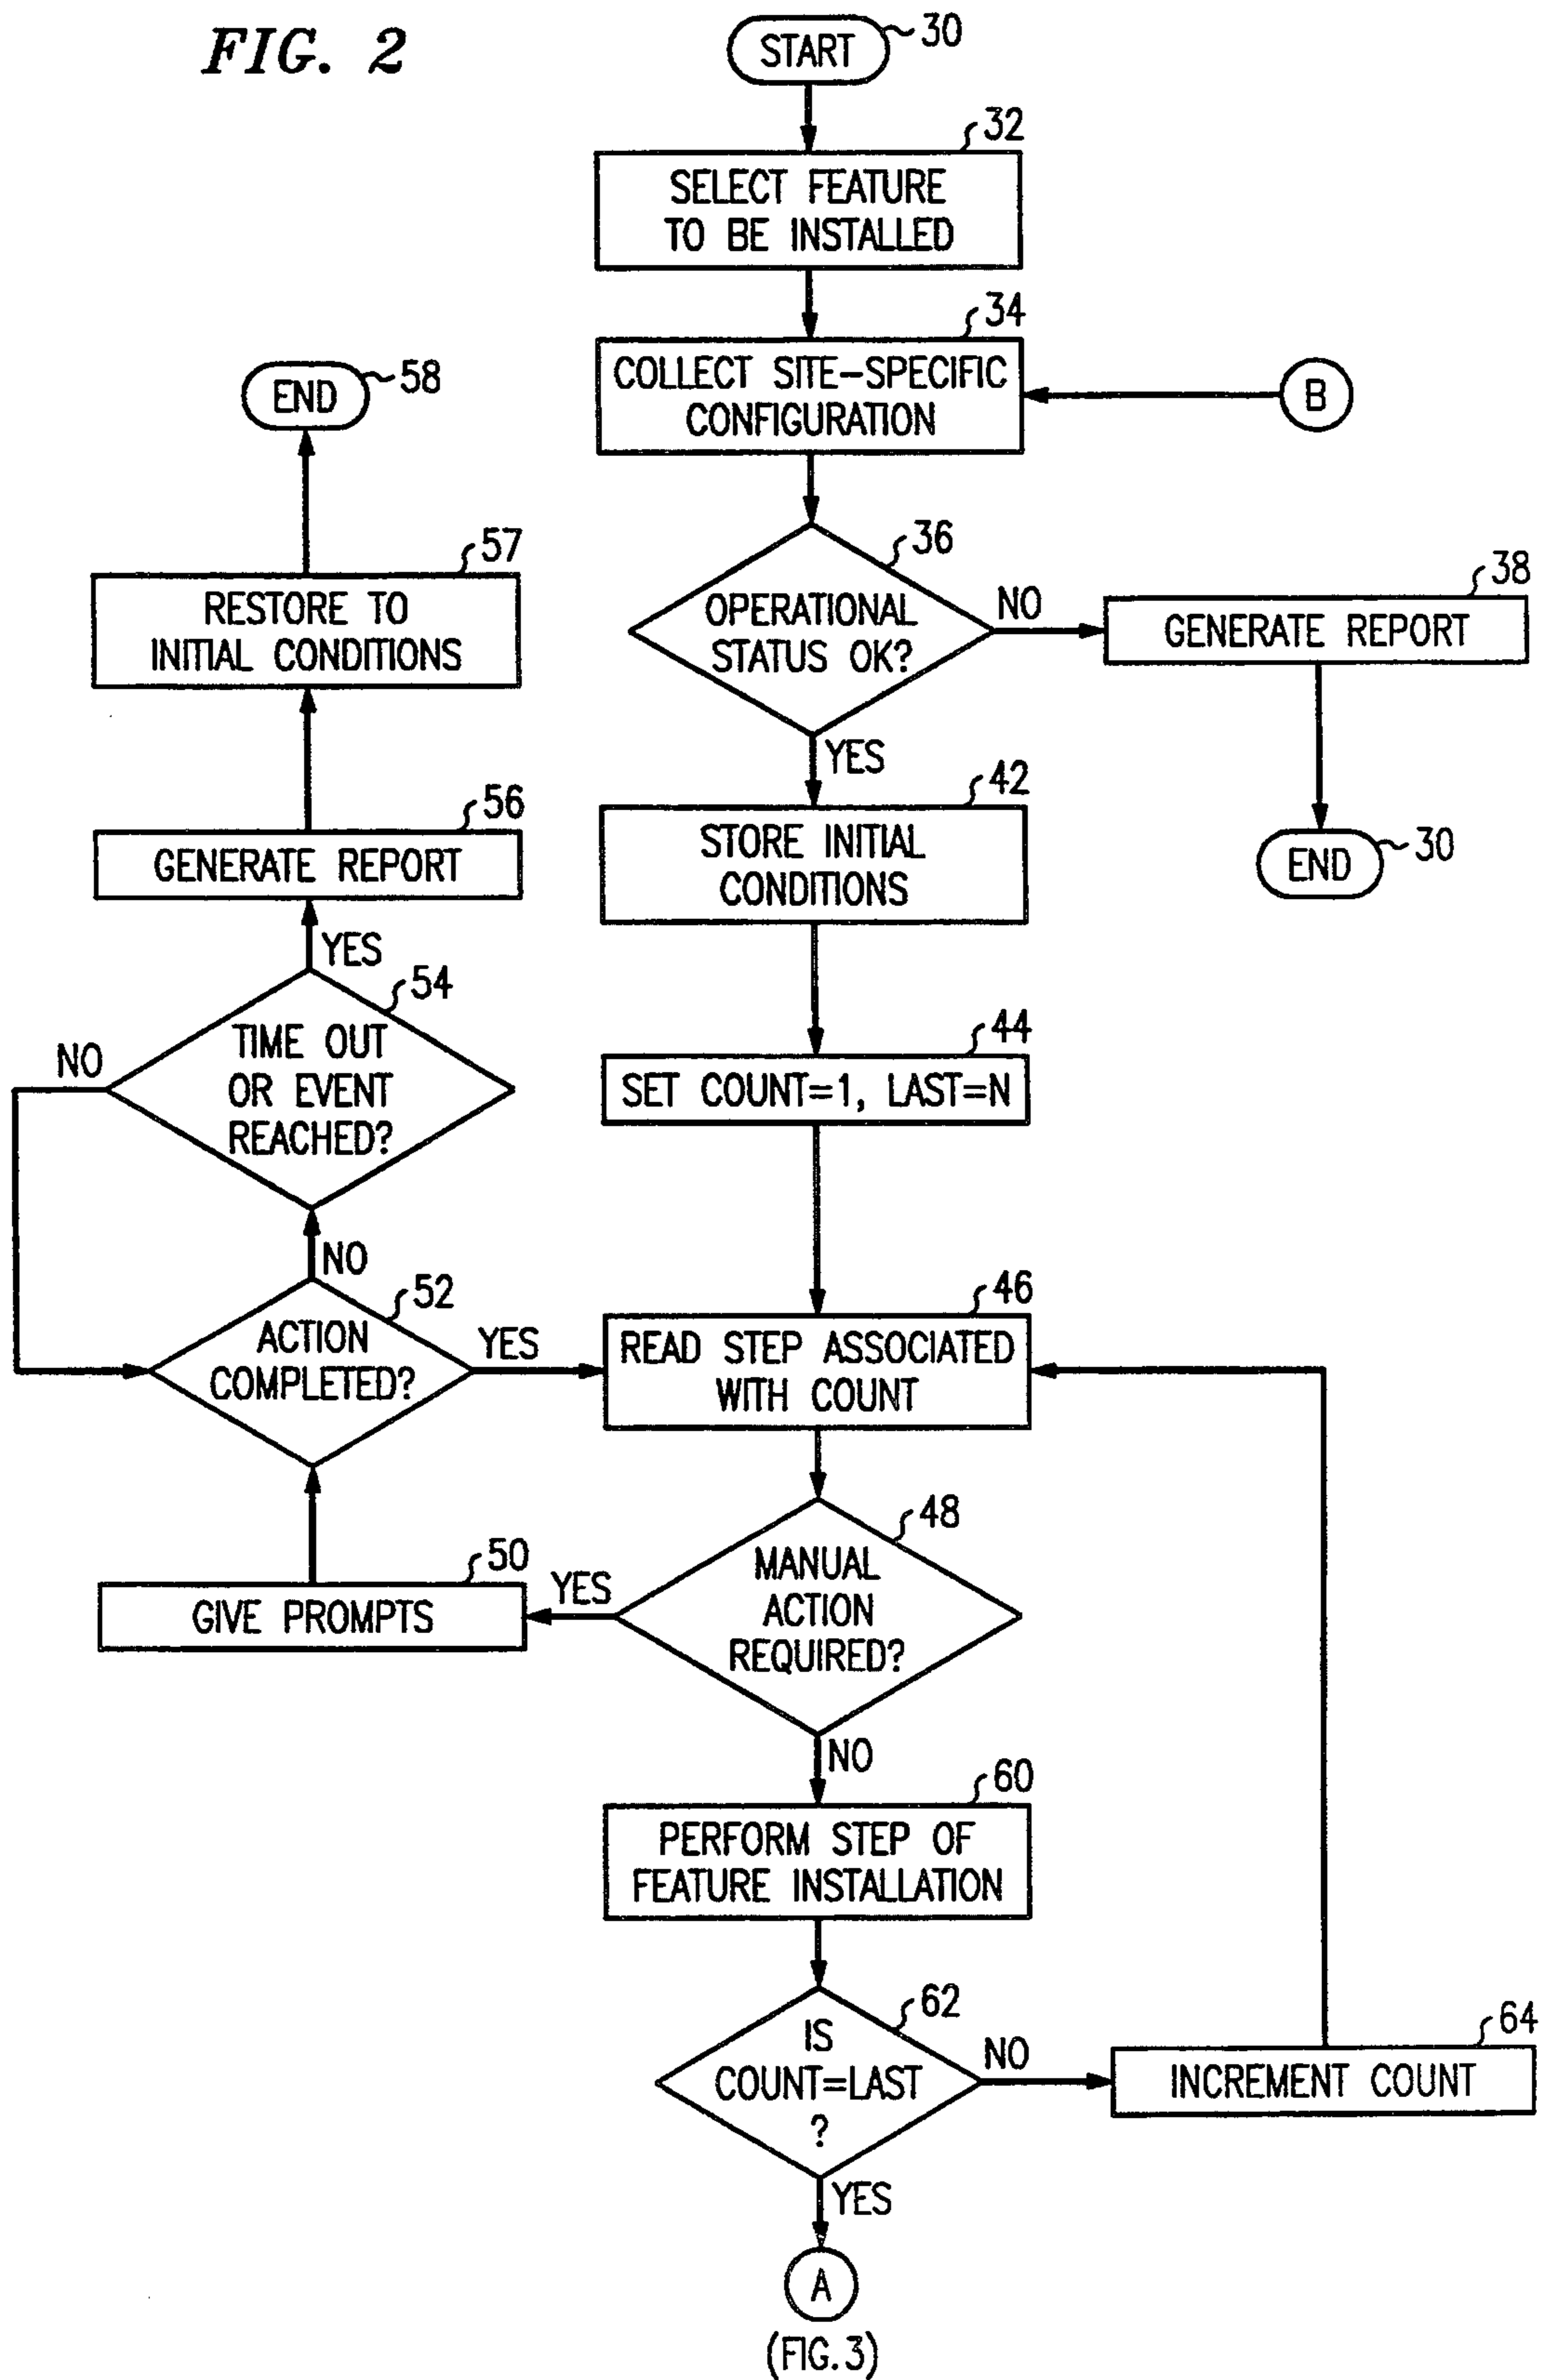 FIG. 2
START
30
32
SELECT FEATURE
TO BE INSTALLED
34
COLLECT SITE-SPECIFIC
CONFIGURATION
B
END
58
36
OPERATIONAL
STATUS OK?
NO
38
GENERATE REPORT
57
RESTORE TO
INITIAL CONDITIONS
YES
42
STORE INITIAL
CONDITIONS
END
30
56
GENERATE REPORT
YES
54
TIME OUT
OR EVENT
REACHED?
NO
44
SET COUNT=1, LAST=N
NO
52
ACTION
COMPLETED?
YES
46
READ STEP ASSOCIATED
WITH COUNT
48
MANUAL
ACTION
REQUIRED?
YES
50
GIVE PROMPTS
NO
60
PERFORM STEP OF
FEATURE INSTALLATION
62
IS
COUNT=LAST
?
NO
64
INCREMENT COUNT
YES
A
(FIG. 3)